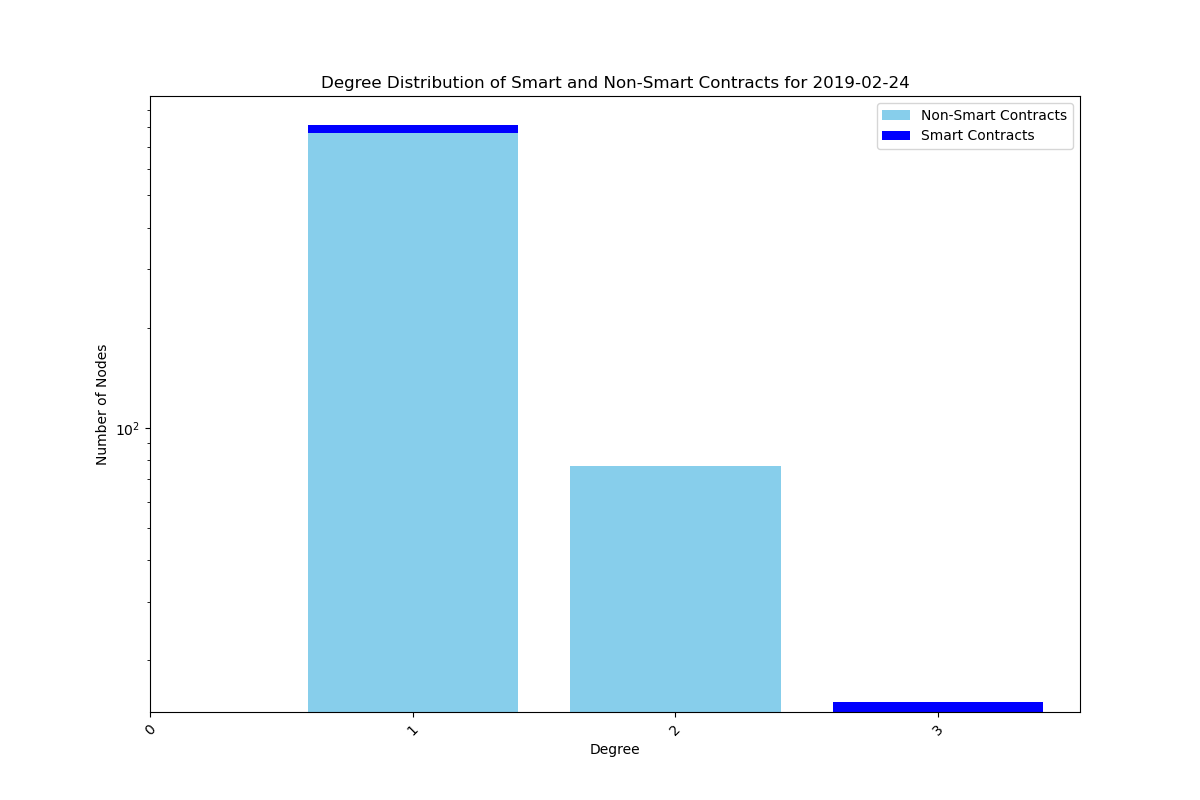 Degree Distribution of Smart and Non-Smart Contracts for 2019-02-24
Non-Smart Contracts
Smart Contracts
Number of Nodes
10²
0
1
2
3
Degree